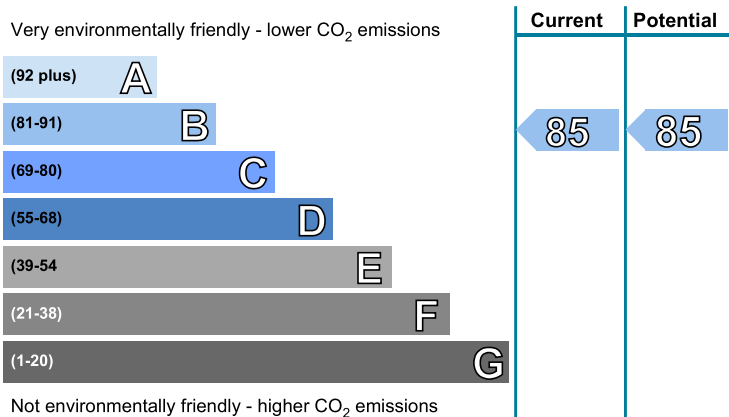 Very environmentally friendly - lower CO2 emissions
Current Potential
(92 plus) A
(81-91) B
85 85
(69-80) C
(55-68) D
(39-54 E
(21-38) F
(1-20) G
Not environmentally friendly - higher CO2 emissions